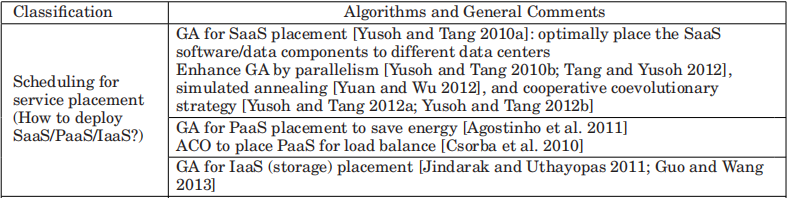 Classification
Algorithms and General Comments
Scheduling for
service placement
(How to deploy
SaaS/PaaS/IaaS?)
GA for SaaS placement [Yusoh and Tang 2010a]: optimally place the SaaS
software/data components to different data centers
Enhance GA by parallelism [Yusoh and Tang 2010b; Tang and Yusoh 2012],
simulated annealing [Yuan and Wu 2012], and cooperative coevolutionary
strategy [Yusoh and Tang 2012a; Yusoh and Tang 2012b]
GA for PaaS placement to save energy [Agostinho et al. 2011]
ACO to place PaaS for load balance [Csorba et al. 2010]
GA for IaaS (storage) placement [Jindarak and Uthayopas 2011; Guo and Wang
2013]